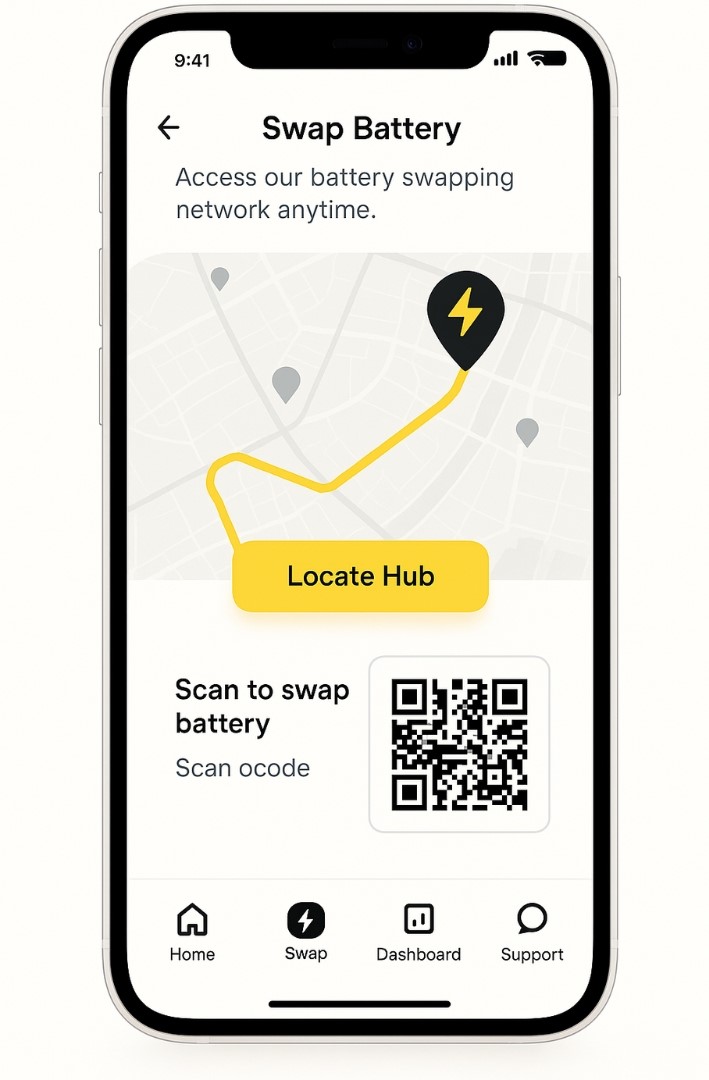 9:41
Swap Battery
Access our battery swapping
network anytime.
Locate Hub
Scan to swap
battery
Scan ocode
Home
Swap
Dashboard
Support